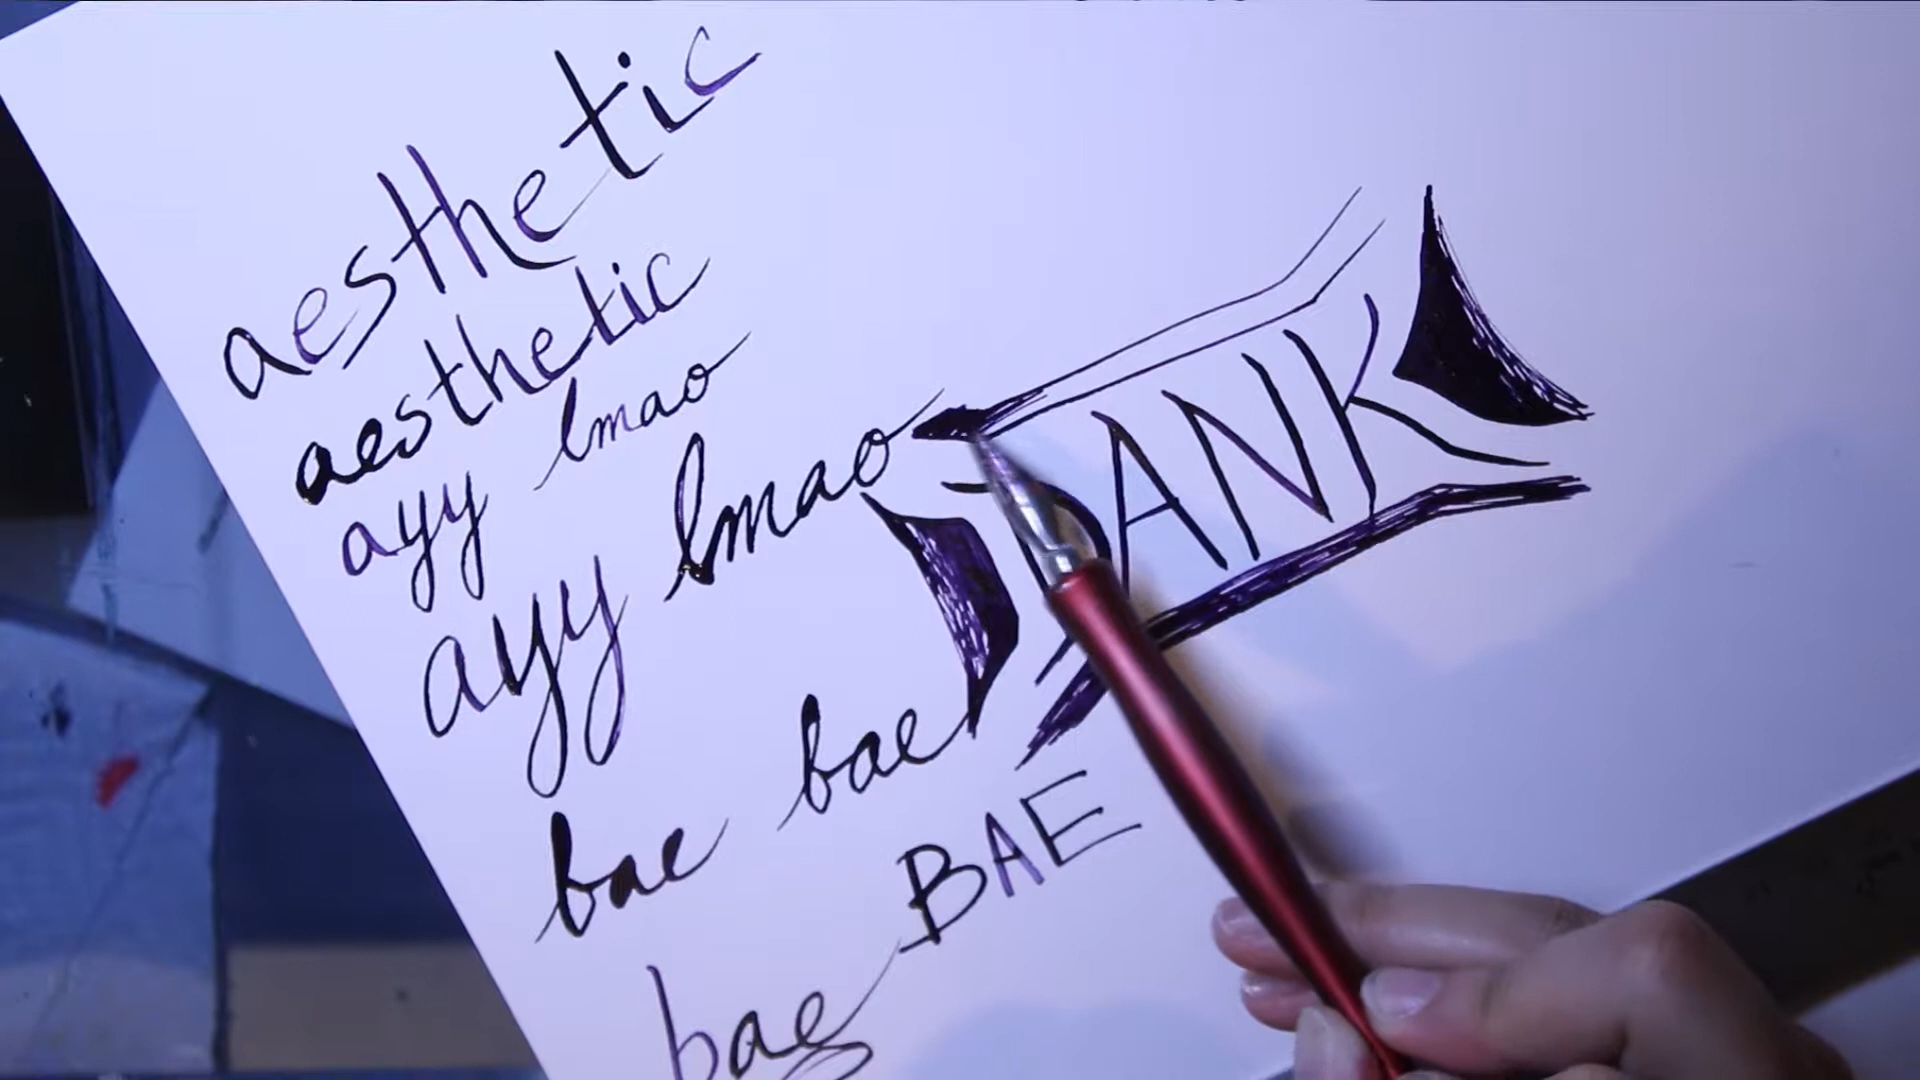 aesthetic
aesthetic
ayy lmao
ayy lmao
DANK
bae bae
BAE
bae